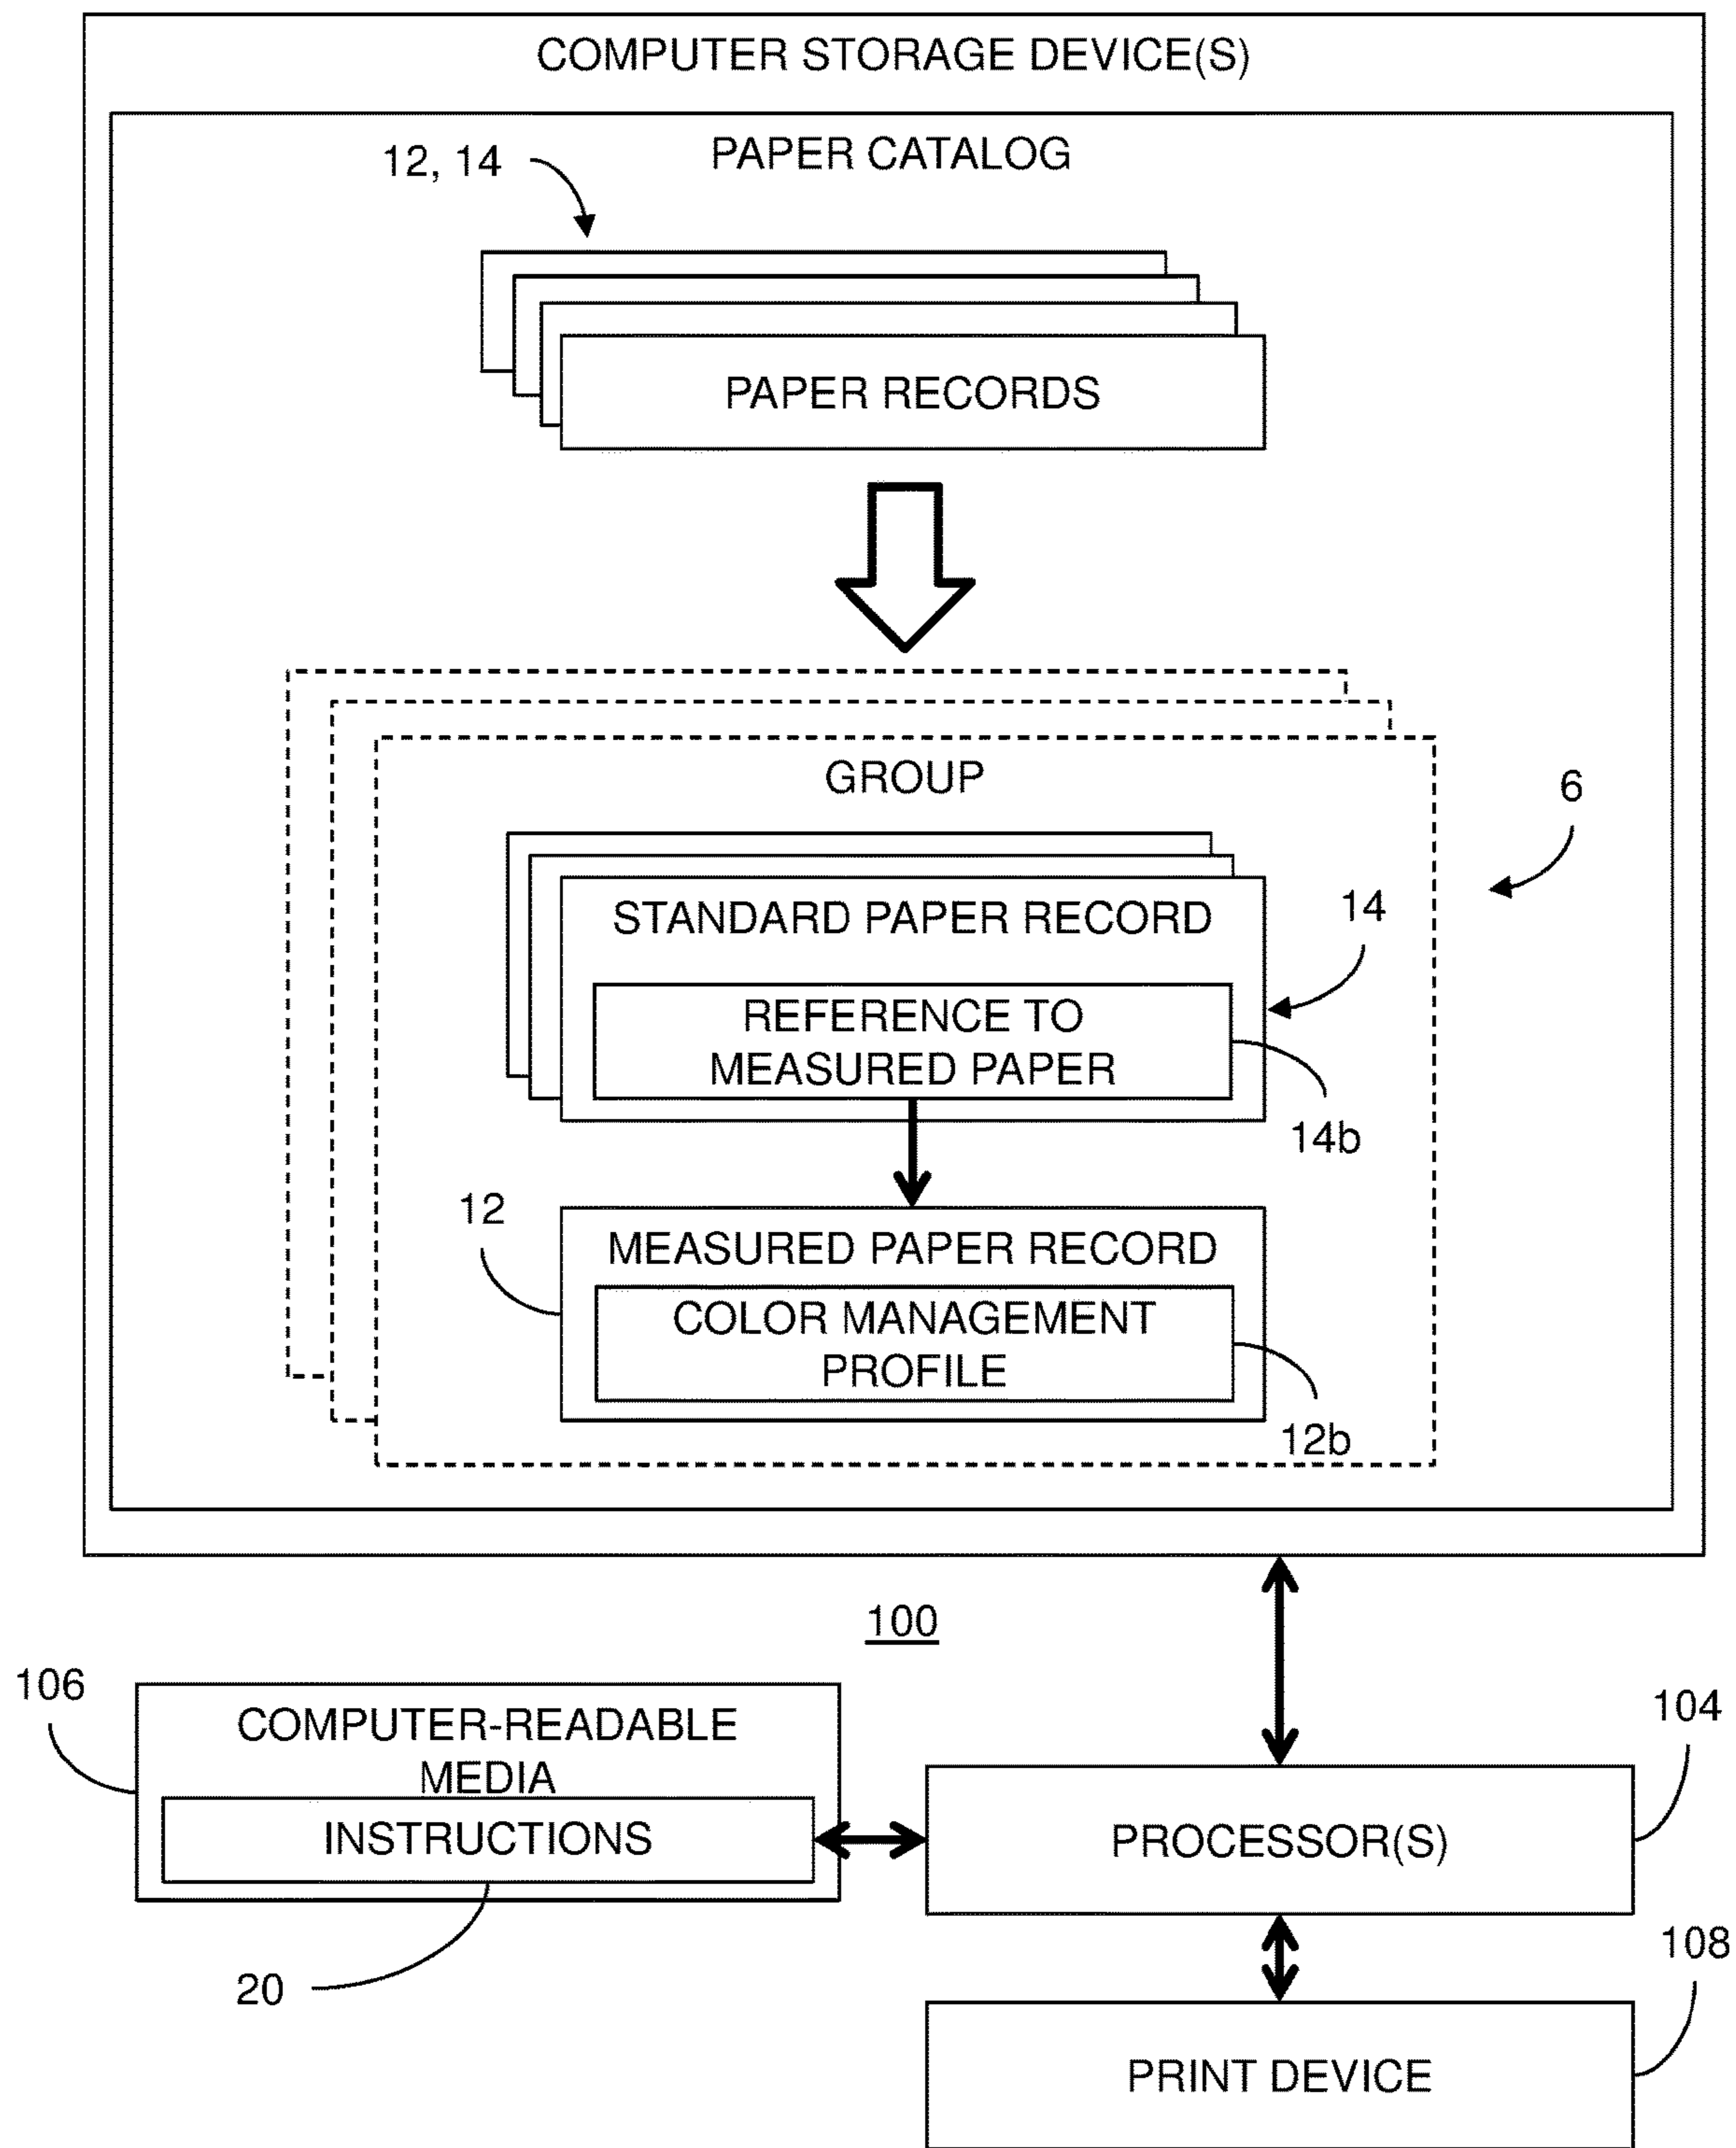 COMPUTER STORAGE DEVICE(S)
PAPER CATALOG
12, 14
PAPER RECORDS
GROUP
6
STANDARD PAPER RECORD
14
REFERENCE TO
MEASURED PAPER
14b
12
MEASURED PAPER RECORD
COLOR MANAGEMENT
PROFILE
12b
100
106
COMPUTER-READABLE
MEDIA
INSTRUCTIONS
20
104
PROCESSOR(S)
108
PRINT DEVICE